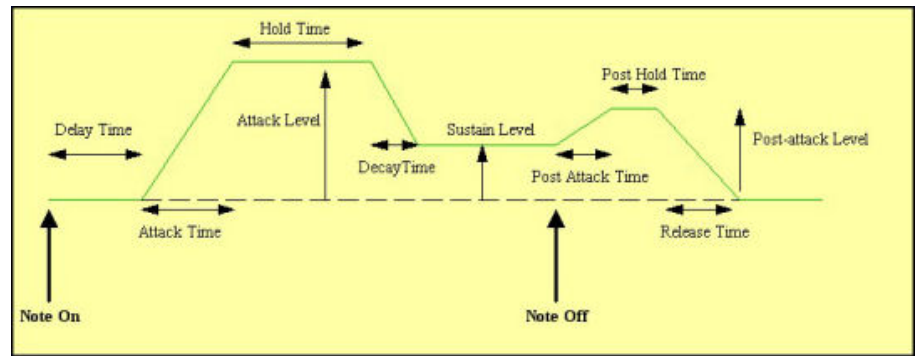 Hold Time
Post Hold Time
Delay Time
Attack Level
Sustain Level
Post-attack Level
DecayTime
Post Attack Time
Attack Time
Release Time
Note On
Note Off